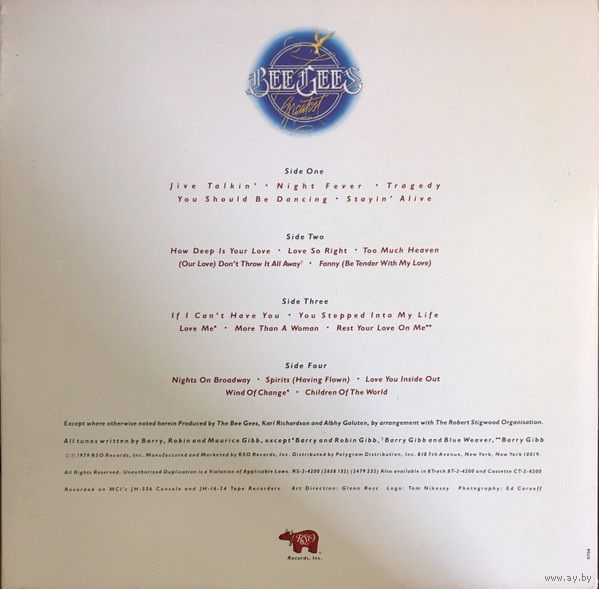 BEE GEES
Greatest
Side One
Jive Talkin' • Night Fever • Tragedy
You Should Be Dancing • Stayin' Alive
Side Two
How Deep Is Your Love • Love So Right • Too Much Heaven
(Our Love) Don't Throw It All Away† • Fanny (Be Tender With My Love)
Side Three
If I Can't Have You • You Stepped Into My Life
Love Me* • More Than A Woman • Rest Your Love On Me**
Side Four
Nights On Broadway • Spirits (Having Flown) • Love You Inside Out
Wind Of Change* • Children Of The World
Except where otherwise noted herein Produced by The Bee Gees, Karl Richardson and Albhy Galuten, by arrangement with The Robert Stigwood Organisation.
All tunes written by Barry, Robin and Maurice Gibb, except *Barry and Robin Gibb, †Barry Gibb and Blue Weaver, **Barry Gibb
©℗ 1979 RSO Records, Inc. Manufactured and Marketed by RSO Records, Inc. Distributed by Polygram Distribution, Inc. 810 7th Avenue, New York, New York 10019.
All Rights Reserved. Unauthorized Duplication is a Violation of Applicable Laws. RS-2-4200 (2658 132) (2479 232) Also available in 8Track 8T-2-4200 and Cassette CT-2-4200
Recorded on MCI's JH-556 Console and JH-16-24 Tape Recorders. Art Direction: Glenn Ross Logo: Tom Nikosey Photography: Ed Caraeff
RSO
Records, Inc.
www.ay.by